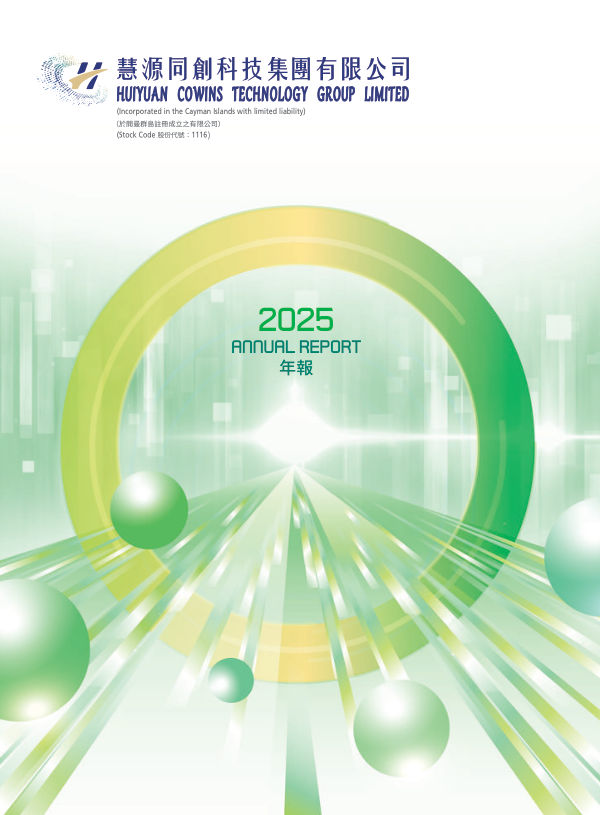 慧源同創科技集團有限公司
HUIYUAN COWINS TECHNOLOGY GROUP LIMITED
(Incorporated in the Cayman Islands with limited liability)
(於開曼群島註冊成立之有限公司)
(Stock Code 股份代號：1116)
2025
ANNUAL REPORT
年報